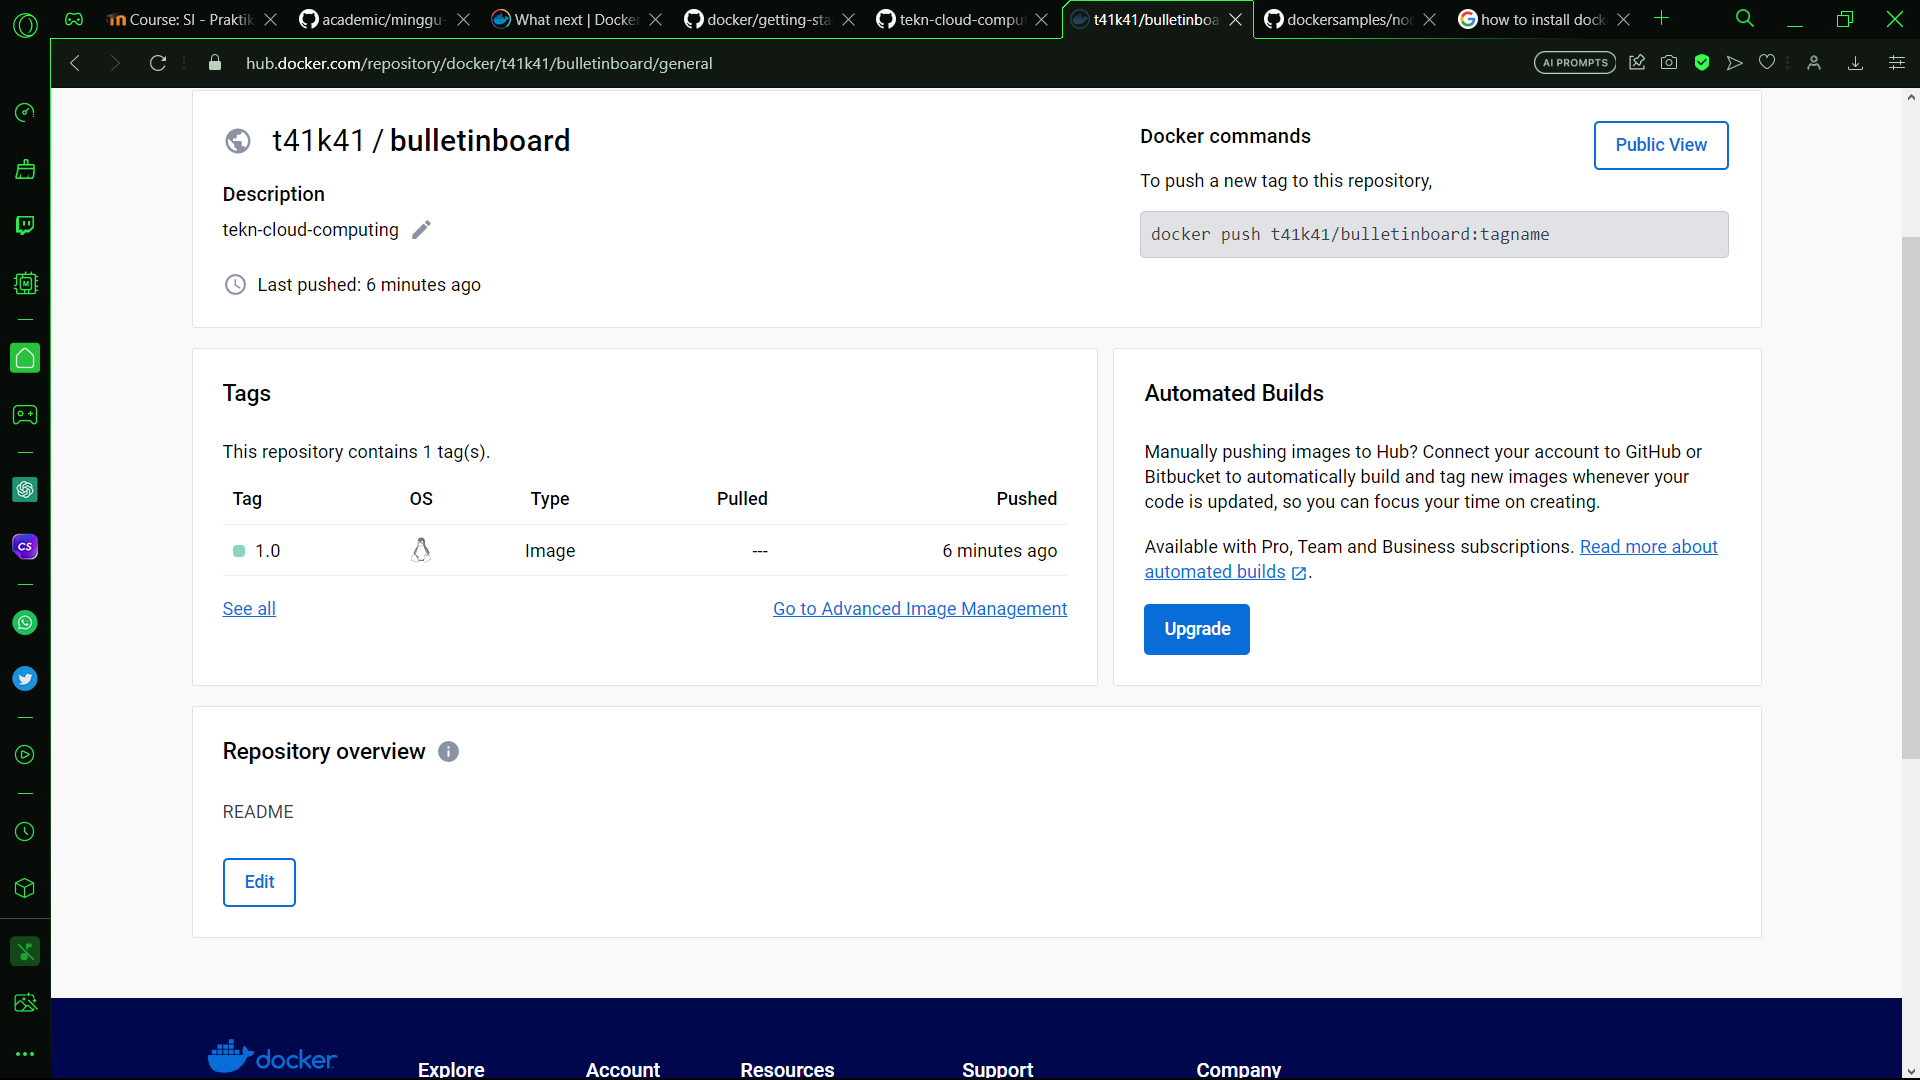 Course: SI - Praktik
academic/minggu-
What next | Docker
docker/getting-sta
tekn-cloud-comput
t41k41/bulletinboa
dockersamples/nod
how to install dock
hub.docker.com/repository/docker/t41k41/bulletinboard/general
AI PROMPTS
t41k41 / bulletinboard
Description
tekn-cloud-computing
Last pushed: 6 minutes ago
Docker commands
Public View
To push a new tag to this repository,
docker push t41k41/bulletinboard:tagname
Tags
This repository contains 1 tag(s).
Tag OS Type Pulled Pushed
1.0 Image --- 6 minutes ago
See all
Go to Advanced Image Management
Automated Builds
Manually pushing images to Hub? Connect your account to GitHub or
Bitbucket to automatically build and tag new images whenever your
code is updated, so you can focus your time on creating.
Available with Pro, Team and Business subscriptions. Read more about
automated builds .
Upgrade
Repository overview
README
Edit
docker
Explore
Account
Resources
Support
Company
CS
M